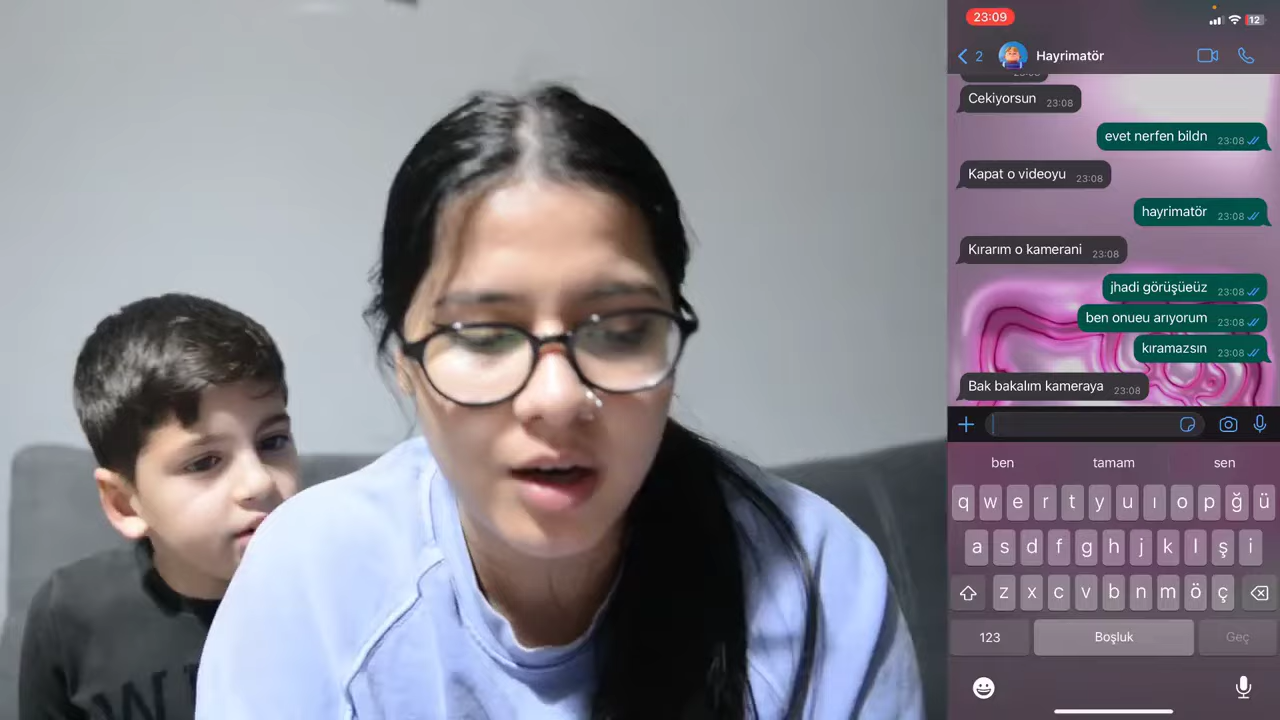 23:09
12
2
Hayrimatör
Cekiyorsun 23:08
evet nerfen bildn 23:08
Kapat o videoyu 23:08
hayrimatör 23:08
Kırarım o kamerani 23:08
jhadi görüşüeüz 23:08
ben onueu arıyorum 23:08
kıramazsın 23:08
Bak bakalım kameraya 23:08
ben tamam sen
q w e r t y u ı o p ğ ü
a s d f g h j k l ş i
z x c v b n m ö ç
123 Boşluk Geç